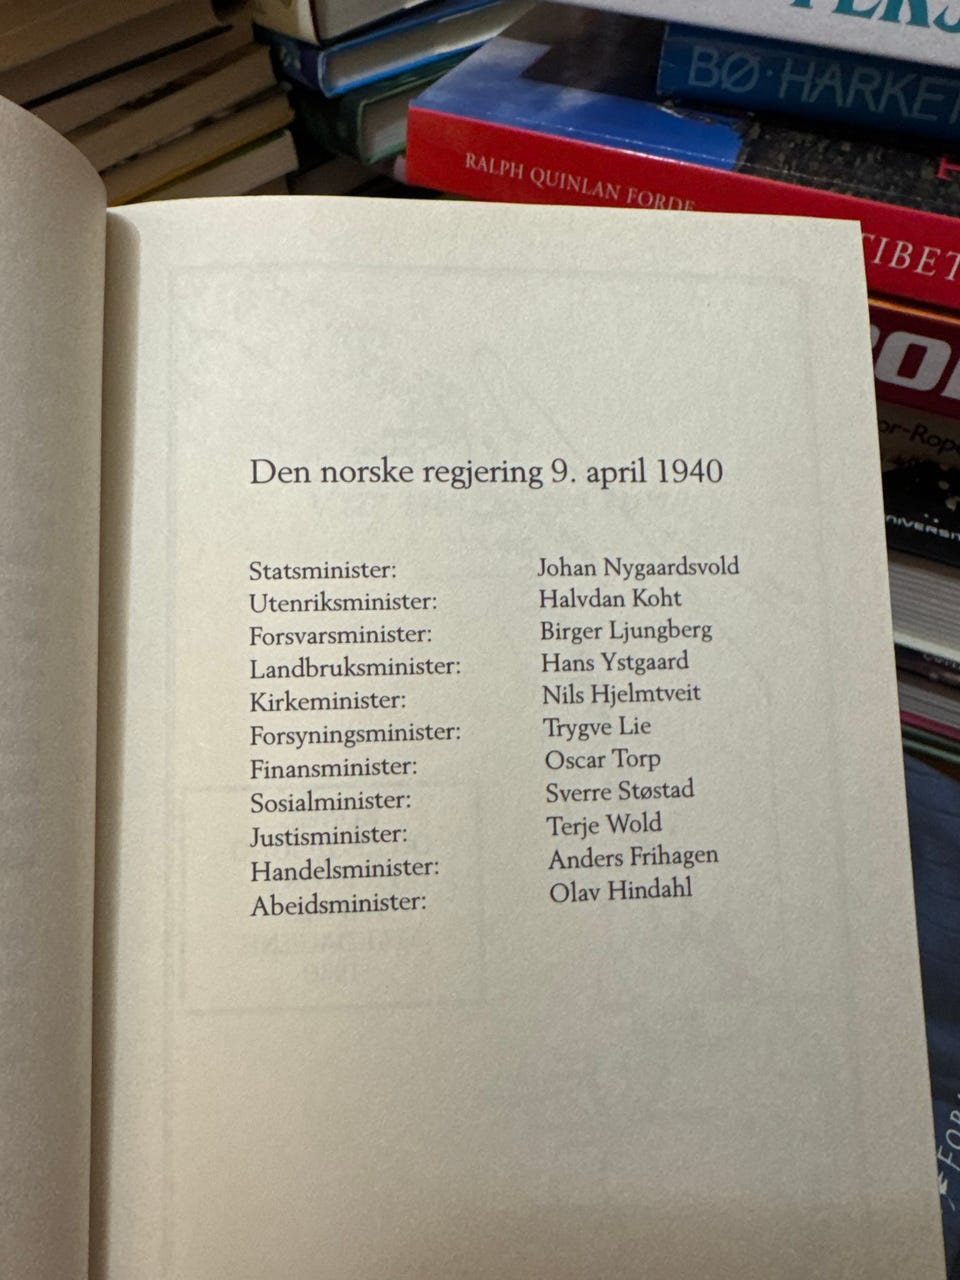 BØ • HARKET
RALPH QUINLAN FORDE
TIBET
Den norske regjering 9. april 1940
Statsminister: Johan Nygaardsvold
Utenriksminister: Halvdan Koht
Forsvarsminister: Birger Ljungberg
Landbruksminister: Hans Ystgaard
Kirkeminister: Nils Hjelmtveit
Forsyningsminister: Trygve Lie
Finansminister: Oscar Torp
Sosialminister: Sverre Støstad
Justisminister: Terje Wold
Handelsminister: Anders Frihagen
Abeidsminister: Olav Hindahl